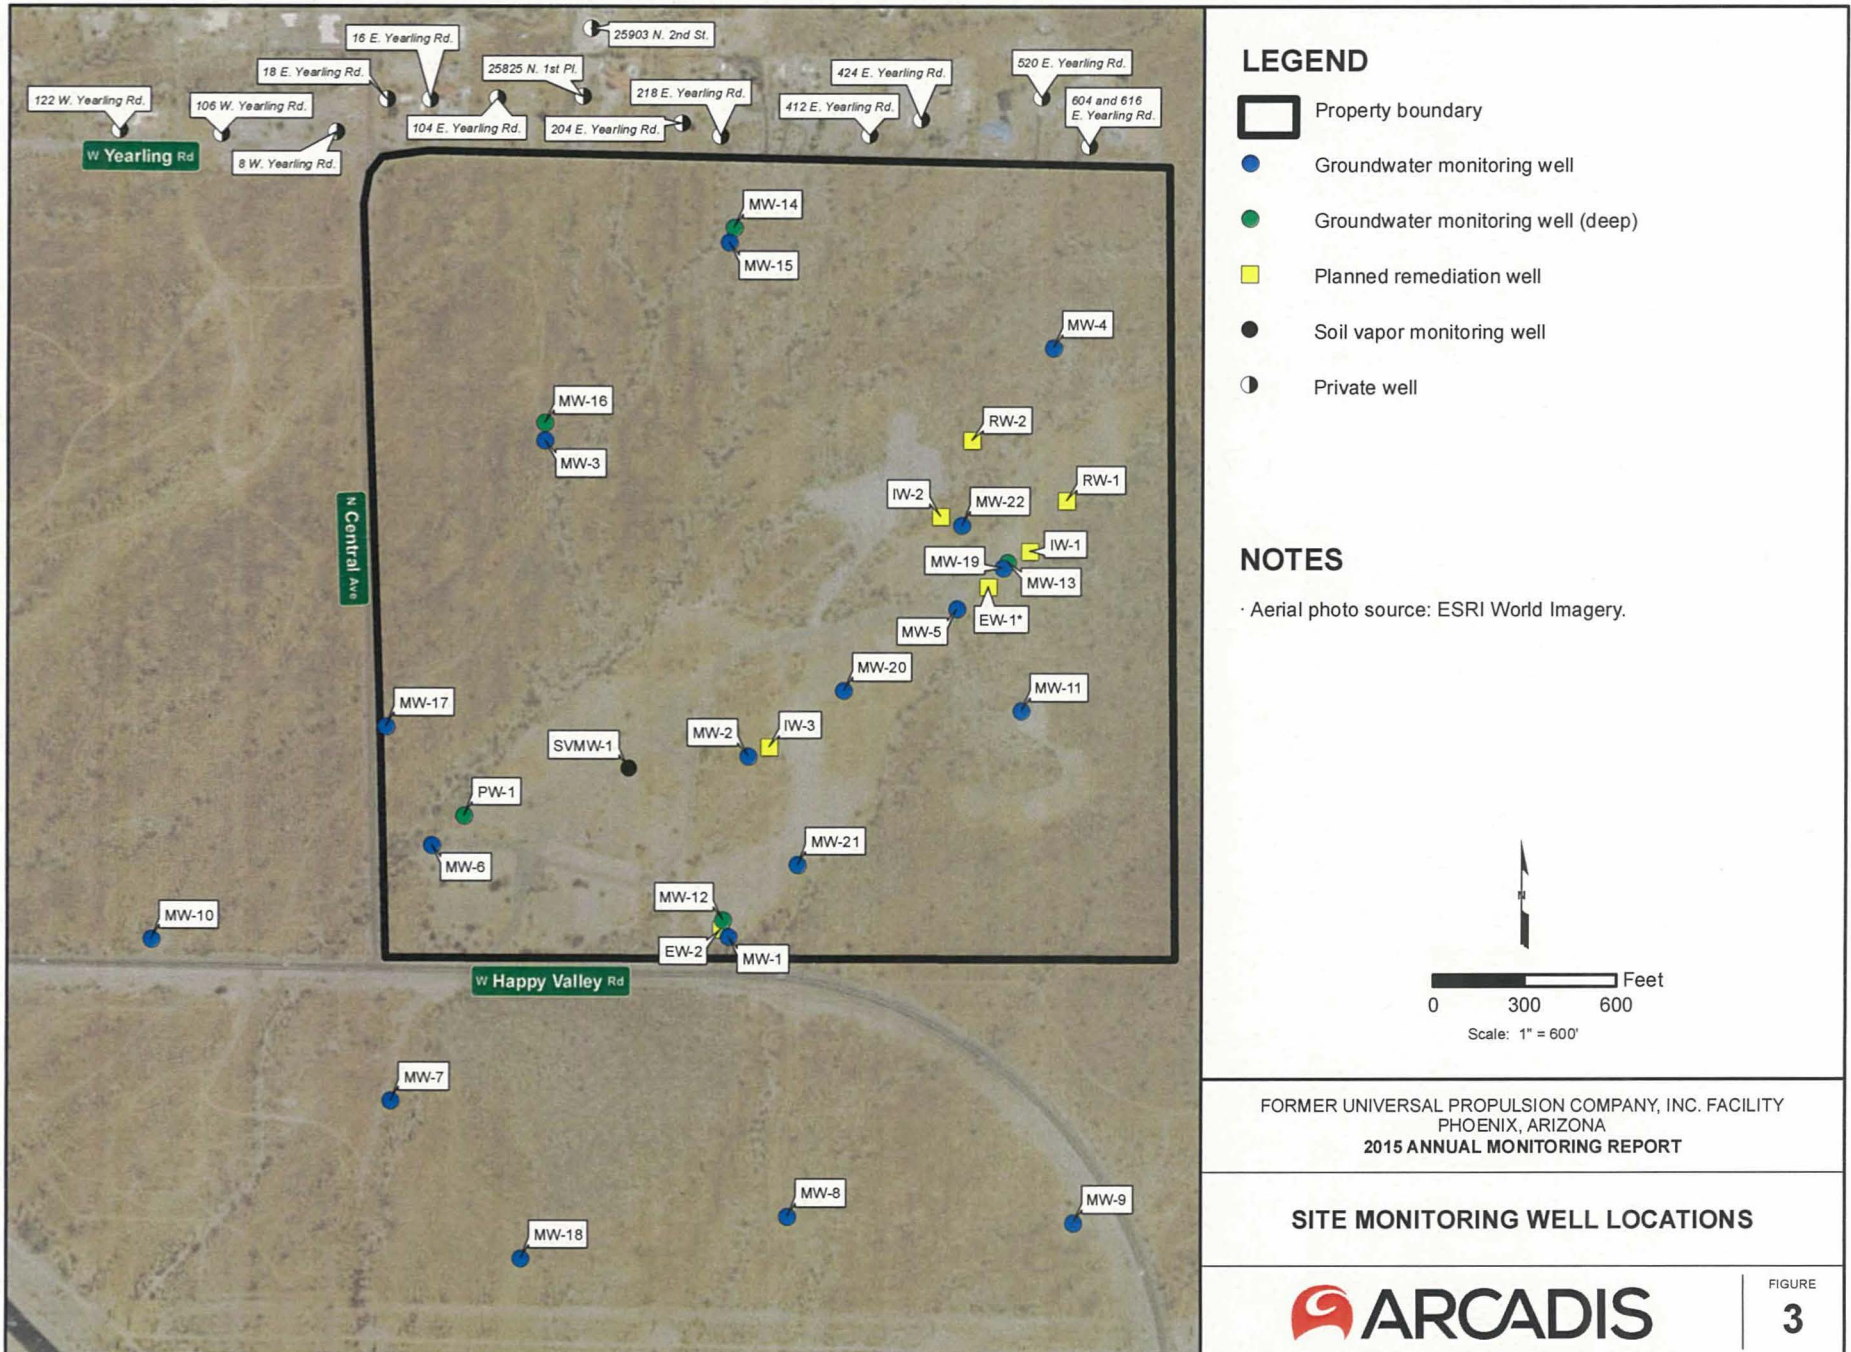 25903 N. 2nd St.
16 E. Yearling Rd.
18 E. Yearling Rd.
25825 N. 1st Pl.
424 E. Yearling Rd.
520 E. Yearling Rd.
122 W. Yearling Rd.
106 W. Yearling Rd.
218 E. Yearling Rd.
412 E. Yearling Rd.
604 and 616
E. Yearling Rd.
104 E. Yearling Rd.
204 E. Yearling Rd.
W Yearling Rd
8 W. Yearling Rd.
MW-14
MW-15
MW-4
MW-16
MW-3
RW-2
RW-1
IW-2
MW-22
N Central Ave
IW-1
MW-19
MW-13
EW-1*
MW-5
MW-20
MW-11
MW-17
MW-2
IW-3
SVMW-1
PW-1
MW-21
MW-6
MW-12
MW-10
EW-2
MW-1
W Happy Valley Rd
MW-7
MW-8
MW-9
MW-18
LEGEND
Property boundary
Groundwater monitoring well
Groundwater monitoring well (deep)
Planned remediation well
Soil vapor monitoring well
Private well
NOTES
· Aerial photo source: ESRI World Imagery.
N
Feet
0 300 600
Scale: 1" = 600'
FORMER UNIVERSAL PROPULSION COMPANY, INC. FACILITY
PHOENIX, ARIZONA
2015 ANNUAL MONITORING REPORT
SITE MONITORING WELL LOCATIONS
ARCADIS
FIGURE
3